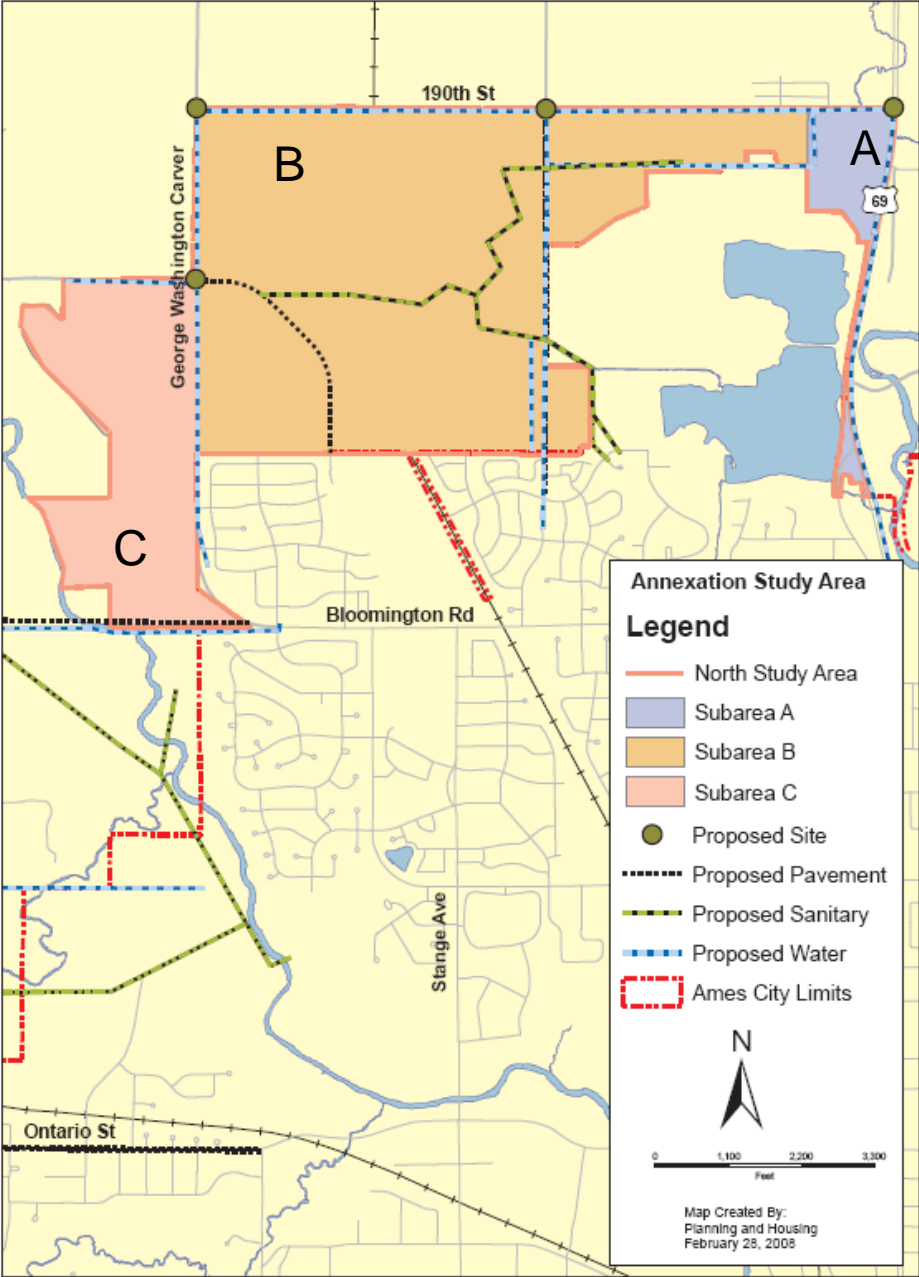 190th St
B
A
69
George Washington Carver
C
Bloomington Rd
Stange Ave
Ontario St
Annexation Study Area
Legend
North Study Area
Subarea A
Subarea B
Subarea C
Proposed Site
Proposed Pavement
Proposed Sanitary
Proposed Water
Ames City Limits
N
0 1,100 2,200 3,300
Feet
Map Created By:
Planning and Housing
February 28, 2008